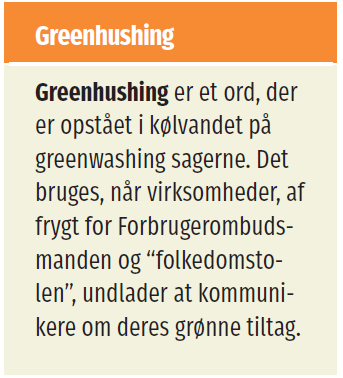 Greenhushing
Greenhushing er et ord, der
er opstået i kølvandet på
greenwashing sagerne. Det
bruges, når virksomheder, af
frygt for Forbrugerombuds-
manden og “folkedomsto-
len”, undlader at kommuni-
kere om deres grønne tiltag.